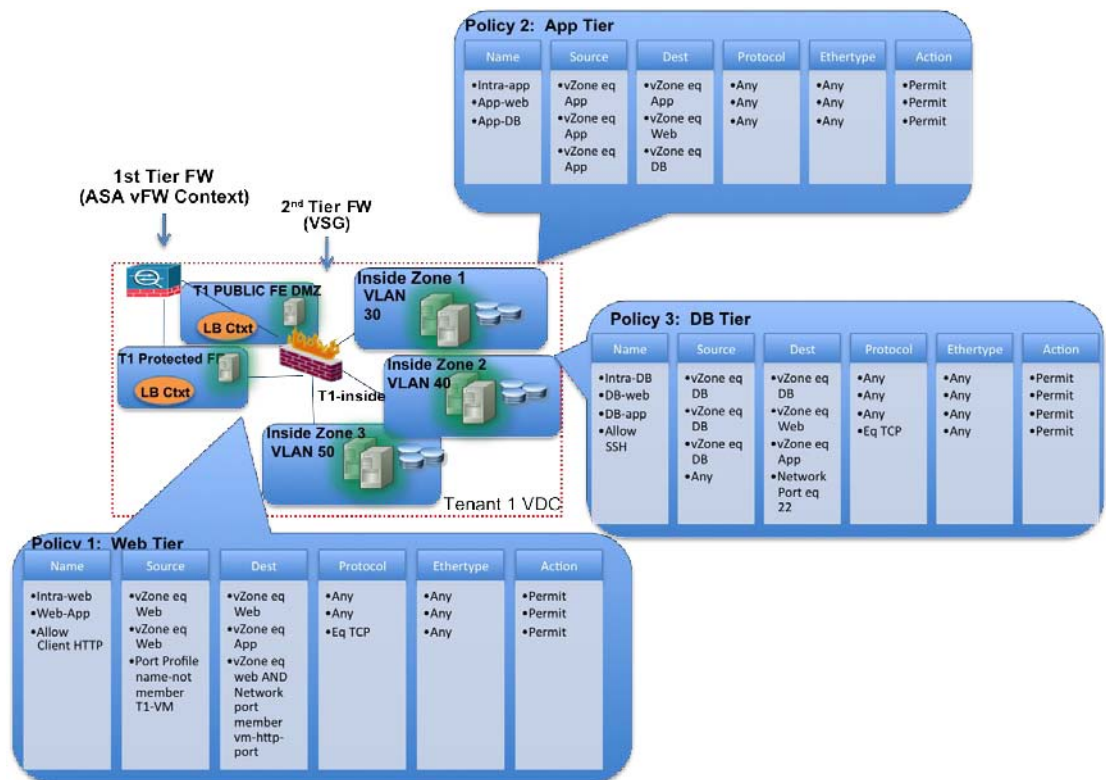 Policy 2: App Tier
Name
Source
Dest
Protocol
Ethertype
Action
•Intra-app
•App-web
•App-DB
•vZone eq
App
•vZone eq
App
•vZone eq
App
•vZone eq
App
•vZone eq
Web
•vZone eq
DB
•Any
•Any
•Any
•Any
•Any
•Any
•Permit
•Permit
•Permit
1st Tier FW
(ASA vFW Context)
2nd Tier FW
(VSG)
T1 PUBLIC FE DMZ
LB Ctxt
T1 Protected FE
LB Ctxt
Inside Zone 1
VLAN
30
Inside Zone 2
VLAN 40
T1-inside
Inside Zone 3
VLAN 50
Tenant 1 VDC
Policy 3: DB Tier
Name
Source
Dest
Protocol
Ethertype
Action
•Intra-DB
•DB-web
•DB-app
•Allow
SSH
•vZone eq
DB
•vZone eq
DB
•vZone eq
DB
•Any
•vZone eq
DB
•vZone eq
Web
•vZone eq
App
•Network
Port eq
22
•Any
•Any
•Any
•Eq TCP
•Any
•Any
•Any
•Any
•Permit
•Permit
•Permit
•Permit
Policy 1: Web Tier
Name
Source
Dest
Protocol
Ethertype
Action
•Intra-web
•Web-App
•Allow
Client HTTP
•vZone eq
Web
•vZone eq
Web
•Port Profile
name-not
member
T1-VM
•vZone eq
Web
•vZone eq
App
•vZone eq
web AND
Network
port
member
vm-http-
port
•Any
•Any
•Eq TCP
•Any
•Any
•Any
•Permit
•Permit
•Permit